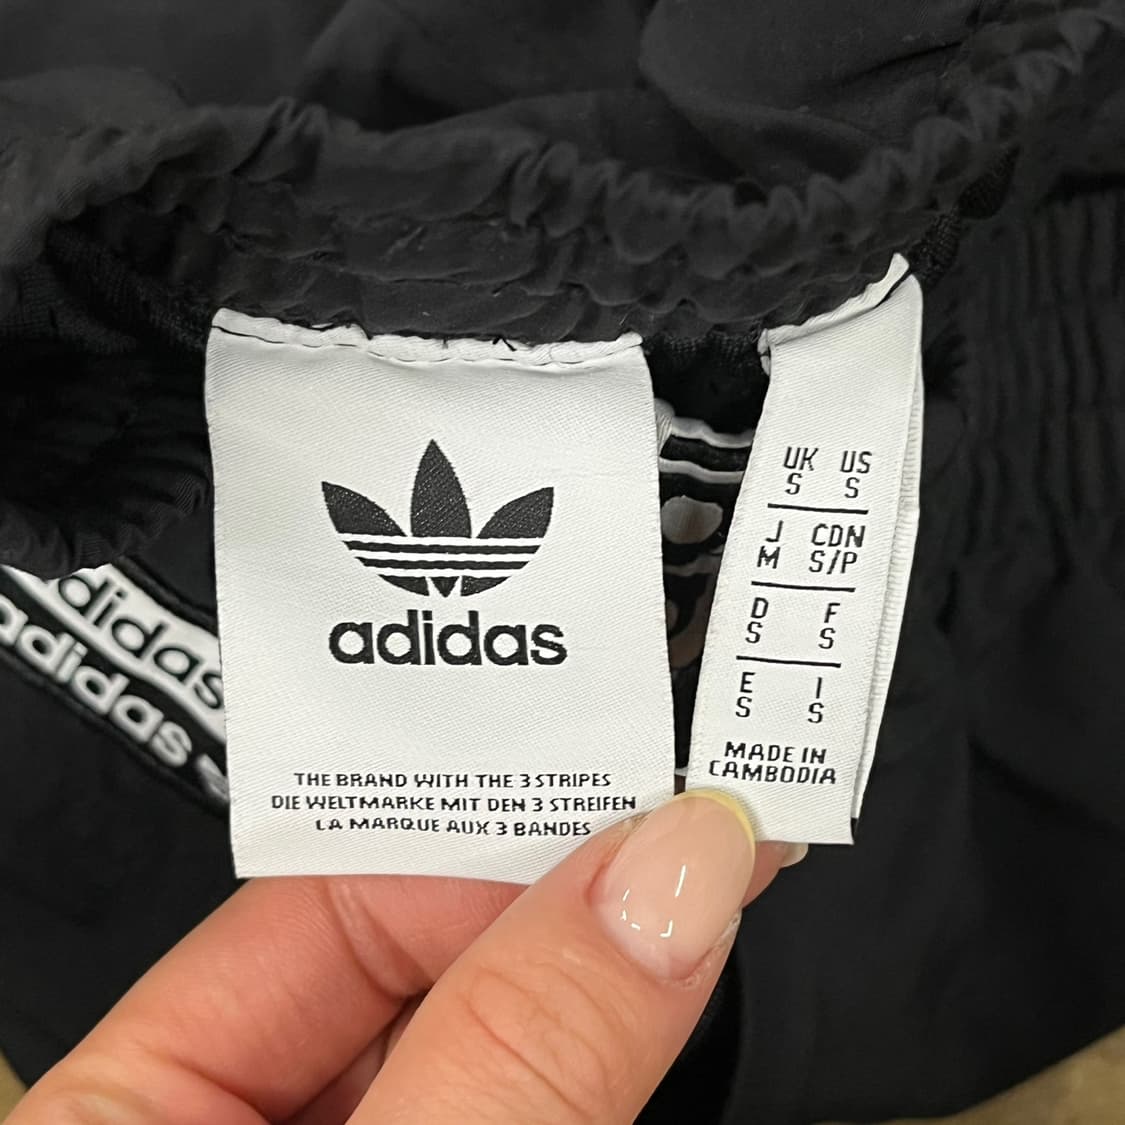 adidas
THE BRAND WITH THE 3 STRIPES
DIE WELTMARKE MIT DEN 3 STREIFEN
LA MARQUE AUX 3 BANDES
UK US
S S
J CDN
M S/P
D F
S S
E I
S S
MADE IN
CAMBODIA
adidas
adidas